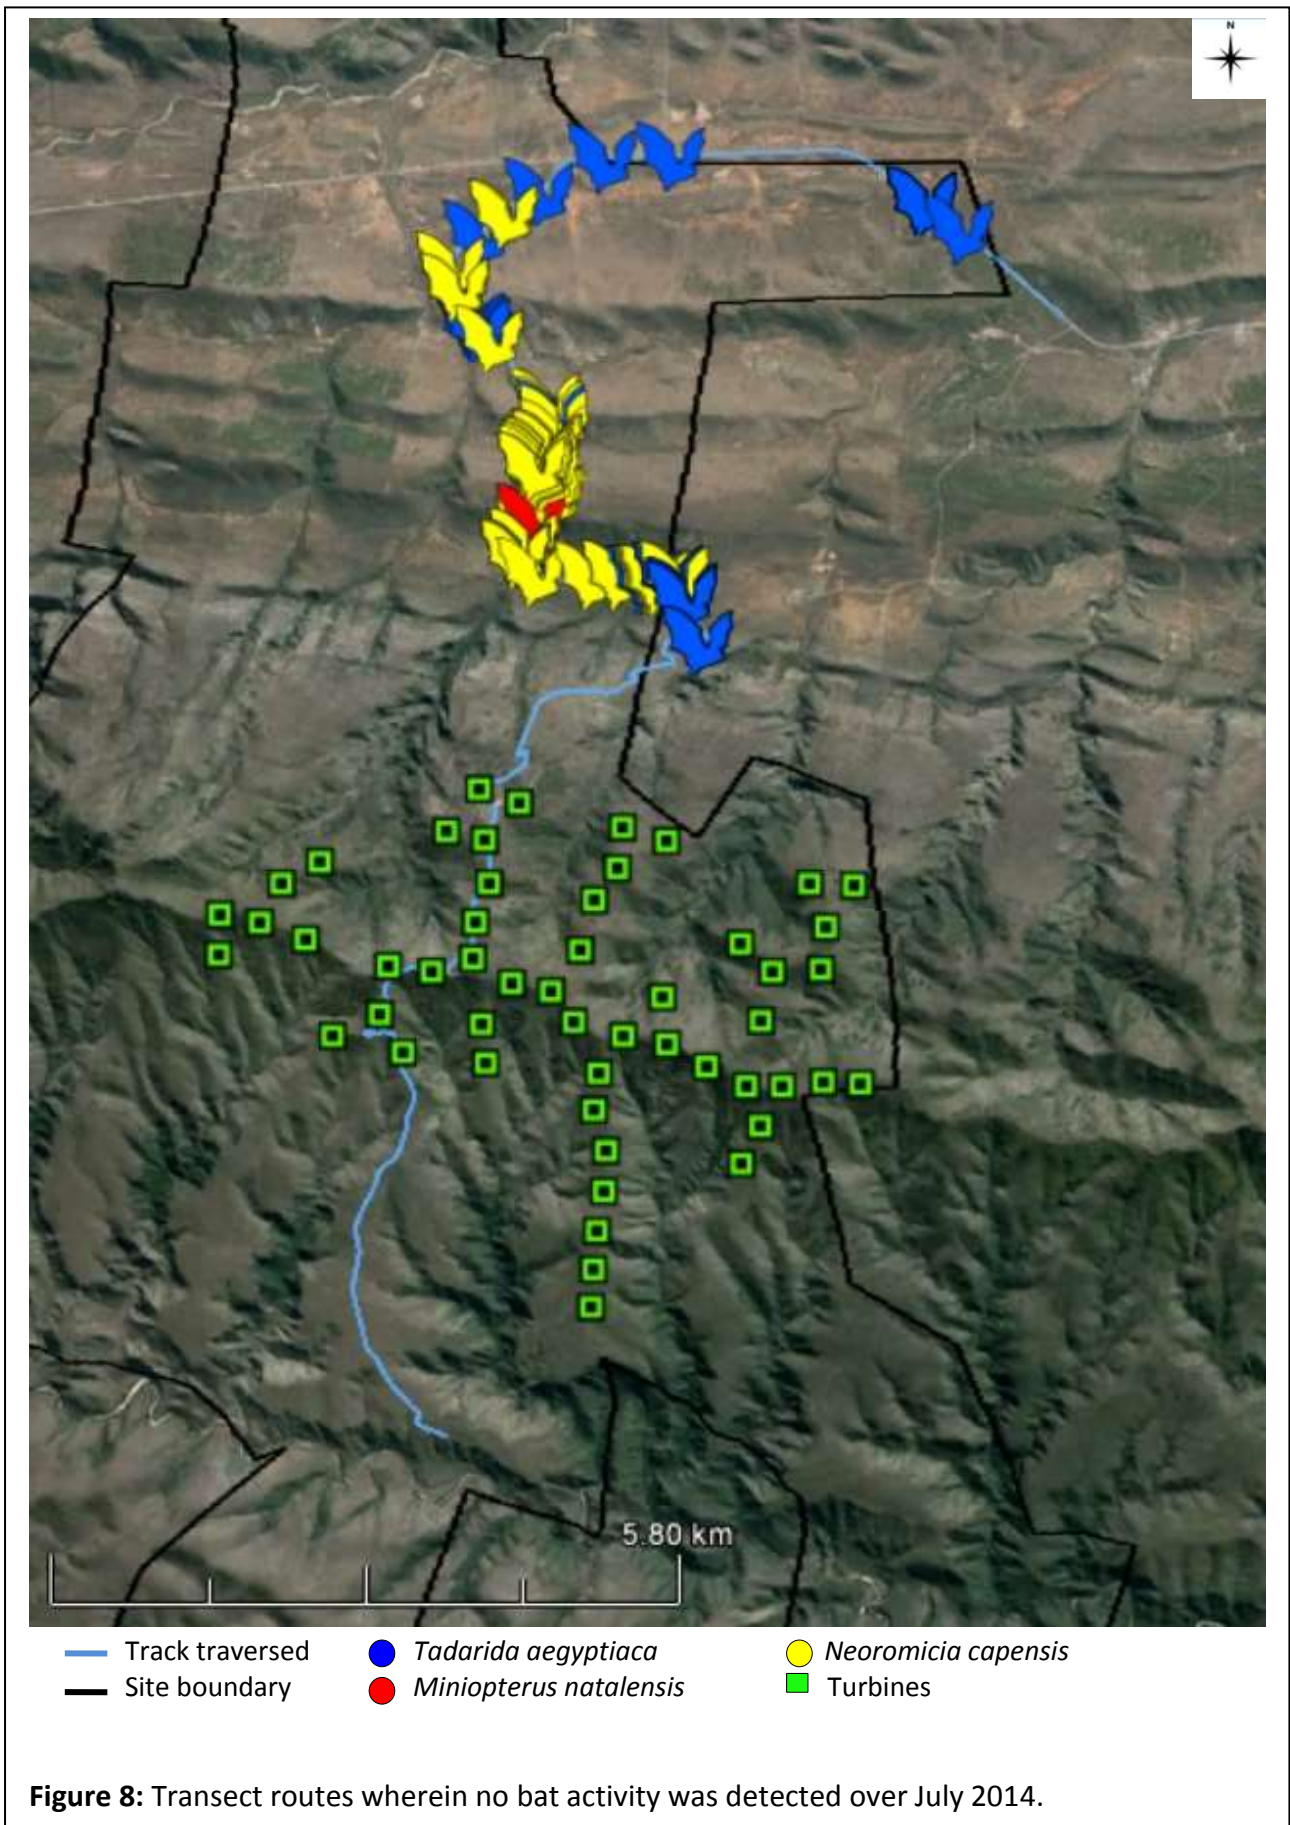 N
5.80 km
Track traversed
Tadarida aegyptiaca
Neoromicia capensis
Site boundary
Miniopterus natalensis
Turbines
Figure 8: Transect routes wherein no bat activity was detected over July 2014.